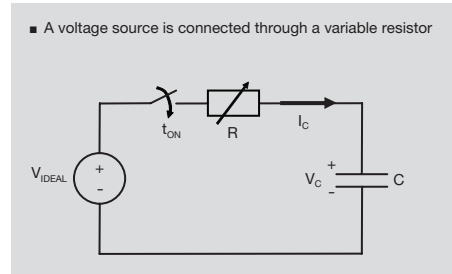 ■ A voltage source is connected through a variable resistor
t_ON
R
I_C
V_IDEAL
+
-
V_C
+
-
C